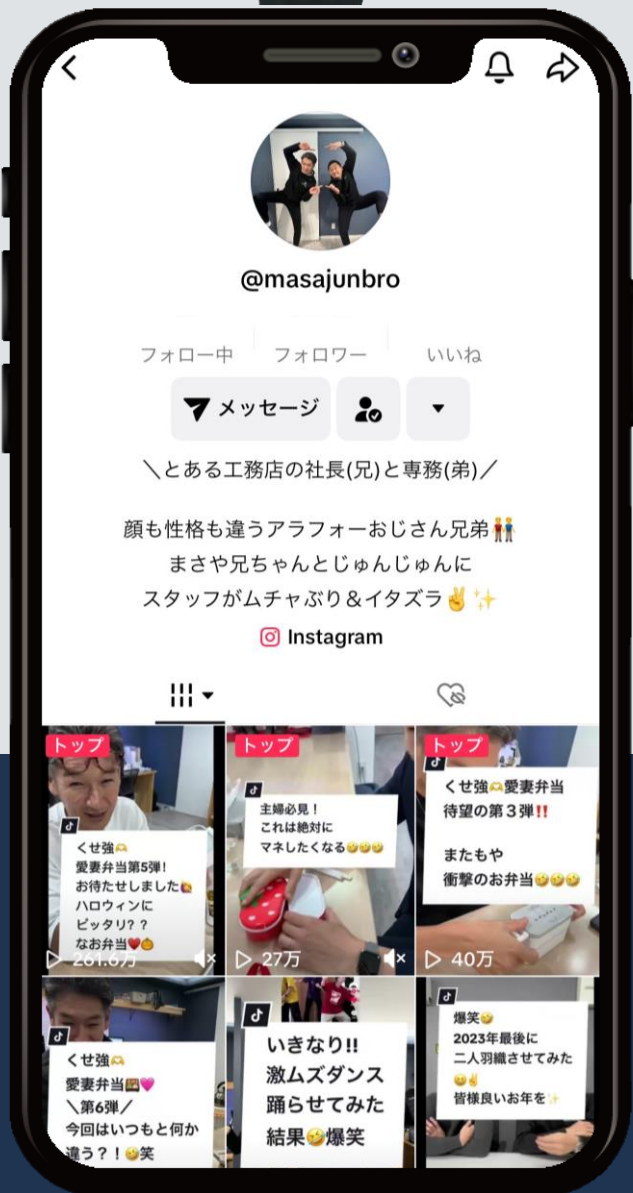 @masajunbro
フォロー中
フォロワー
いいね
メッセージ
＼とある工務店の社長(兄)と専務(弟)／
顔も性格も違うアラフォーおじさん兄弟👬
まさや兄ちゃんとじゅんじゅんに
スタッフがムチャぶり＆イタズラ✌️✨
Instagram
トップ
くせ強🫶
愛妻弁当第5弾!
お待たせしました🙋
ハロウィンに
ピッタリ??
なお弁当❤️🎃
261.6万
トップ
主婦必見！
これは絶対に
マネしたくなる🤣🤣🤣
27万
トップ
くせ強🫶愛妻弁当
待望の第３弾‼️
またもや
衝撃のお弁当🤣🤣🤣
40万
くせ強🫶
愛妻弁当🍱💗
＼第6弾／
今回はいつもと何か
違う？！🤣笑
いきなり!!
激ムズダンス
踊らせてみた
結果🤣爆笑
爆笑🤣
2023年最後に
二人羽織させてみた
😆✌️
皆様良いお年を✨